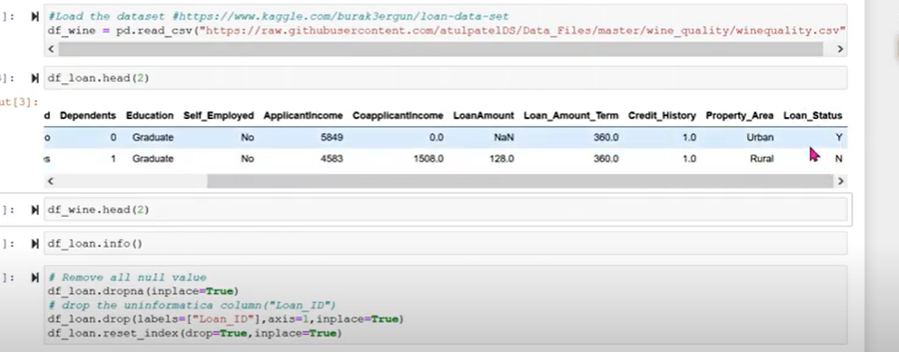 ]:
#Load the dataset #https://www.kaggle.com/burak3ergun/loan-data-set
df_wine = pd.read_csv("https://raw.githubusercontent.com/atulpatelDS/Data_Files/master/wine_quality/winequality.csv"
]: df_loan.head(2)
ut[3]:
d Dependents Education Self_Employed ApplicantIncome CoapplicantIncome LoanAmount Loan_Amount_Term Credit_History Property_Area Loan_Status
o 0 Graduate No 5849 0.0 NaN 360.0 1.0 Urban Y
s 1 Graduate No 4583 1508.0 128.0 360.0 1.0 Rural N
]: df_wine.head(2)
]: df_loan.info()
]: # Remove all null value
df_loan.dropna(inplace=True)
# drop the uninformatica column("Loan_ID")
df_loan.drop(labels=["Loan_ID"],axis=1,inplace=True)
df_loan.reset_index(drop=True,inplace=True)